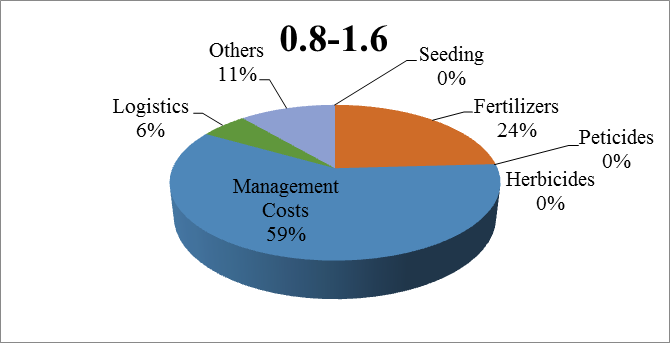 0.8-1.6
Seeding
0%
Others
11%
Fertilizers
24%
Logistics
6%
Peticides
0%
Herbicides
0%
Management
Costs
59%